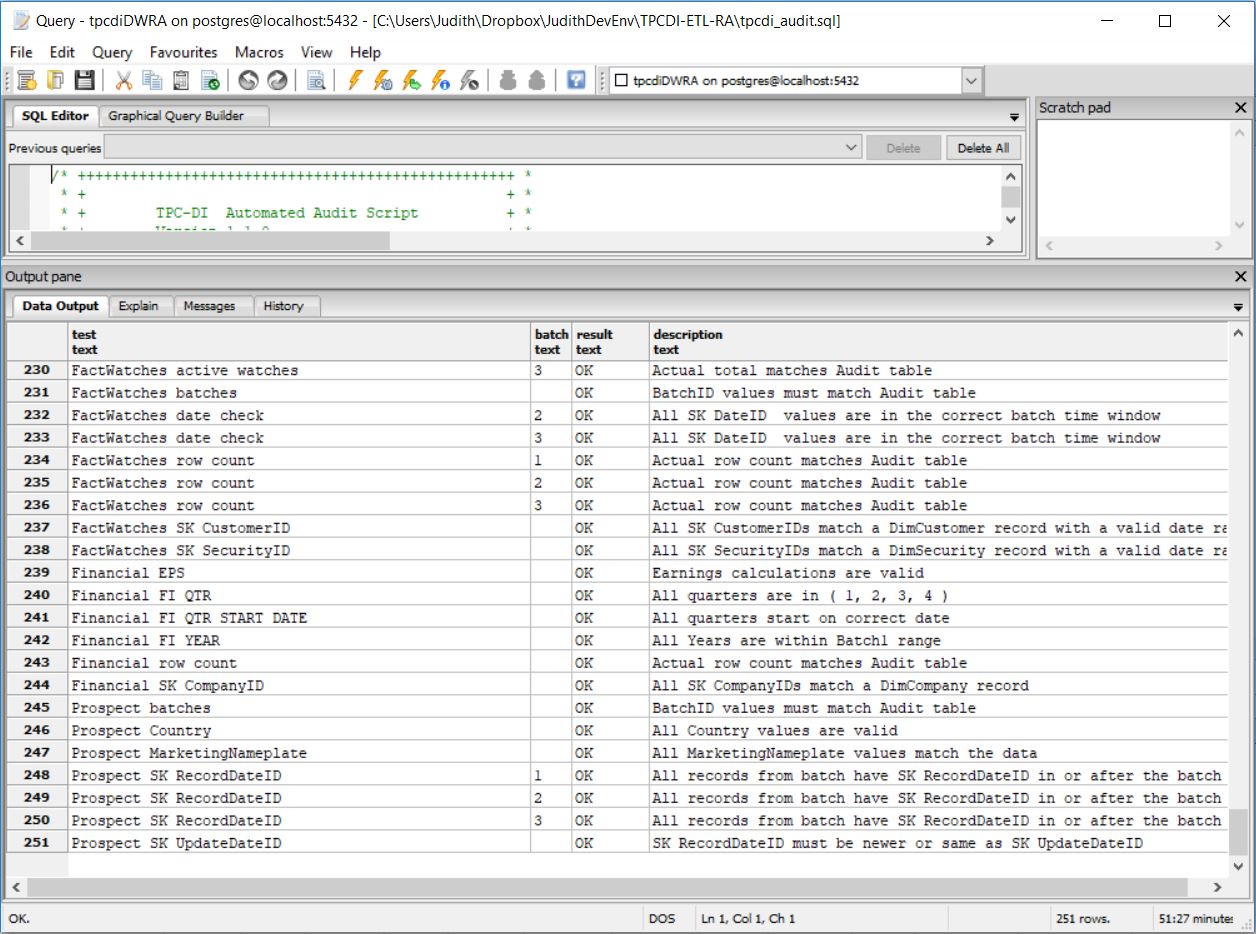 Query - tpcdiDWRA on postgres@localhost:5432 - [C:\Users\Judith\Dropbox\JudithDevEnv\TPCDI-ETL-RA\tpcdi_audit.sql]
File Edit Query Favourites Macros View Help
tpcdiDWRA on postgres@localhost:5432
SQL Editor Graphical Query Builder
Scratch pad
Previous queries Delete Delete All
/* ++++++++++++++++++++++++++++++++++++++++++++++++++ *
* + + *
* + TPC-DI Automated Audit Script + *
Output pane
Data Output Explain Messages History
test batch result description
text text text text
230 FactWatches active watches 3 OK Actual total matches Audit table
231 FactWatches batches OK BatchID values must match Audit table
232 FactWatches date check 2 OK All SK DateID values are in the correct batch time window
233 FactWatches date check 3 OK All SK DateID values are in the correct batch time window
234 FactWatches row count 1 OK Actual row count matches Audit table
235 FactWatches row count 2 OK Actual row count matches Audit table
236 FactWatches row count 3 OK Actual row count matches Audit table
237 FactWatches SK CustomerID OK All SK CustomerIDs match a DimCustomer record with a valid date ra
238 FactWatches SK SecurityID OK All SK SecurityIDs match a DimSecurity record with a valid date ra
239 Financial EPS OK Earnings calculations are valid
240 Financial FI QTR OK All quarters are in ( 1, 2, 3, 4 )
241 Financial FI QTR START DATE OK All quarters start on correct date
242 Financial FI YEAR OK All Years are within Batch1 range
243 Financial row count OK Actual row count matches Audit table
244 Financial SK CompanyID OK All SK CompanyIDs match a DimCompany record
245 Prospect batches OK BatchID values must match Audit table
246 Prospect Country OK All Country values are valid
247 Prospect MarketingNameplate OK All MarketingNameplate values match the data
248 Prospect SK RecordDateID 1 OK All records from batch have SK RecordDateID in or after the batch
249 Prospect SK RecordDateID 2 OK All records from batch have SK RecordDateID in or after the batch
250 Prospect SK RecordDateID 3 OK All records from batch have SK RecordDateID in or after the batch
251 Prospect SK UpdateDateID OK SK RecordDateID must be newer or same as SK UpdateDateID
OK. DOS Ln 1, Col 1, Ch 1 251 rows. 51:27 minutes